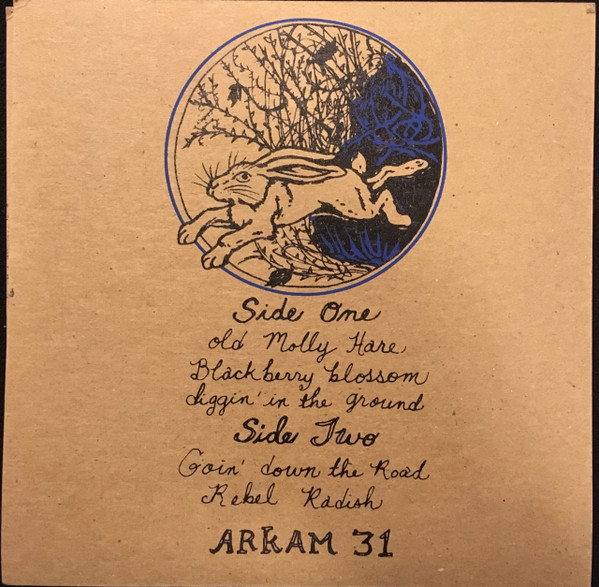 Side One
old Molly Hare
Blackberry blossom
diggin' in the ground
Side Two
Goin' down the Road
Rebel Radish
ARKAM 31